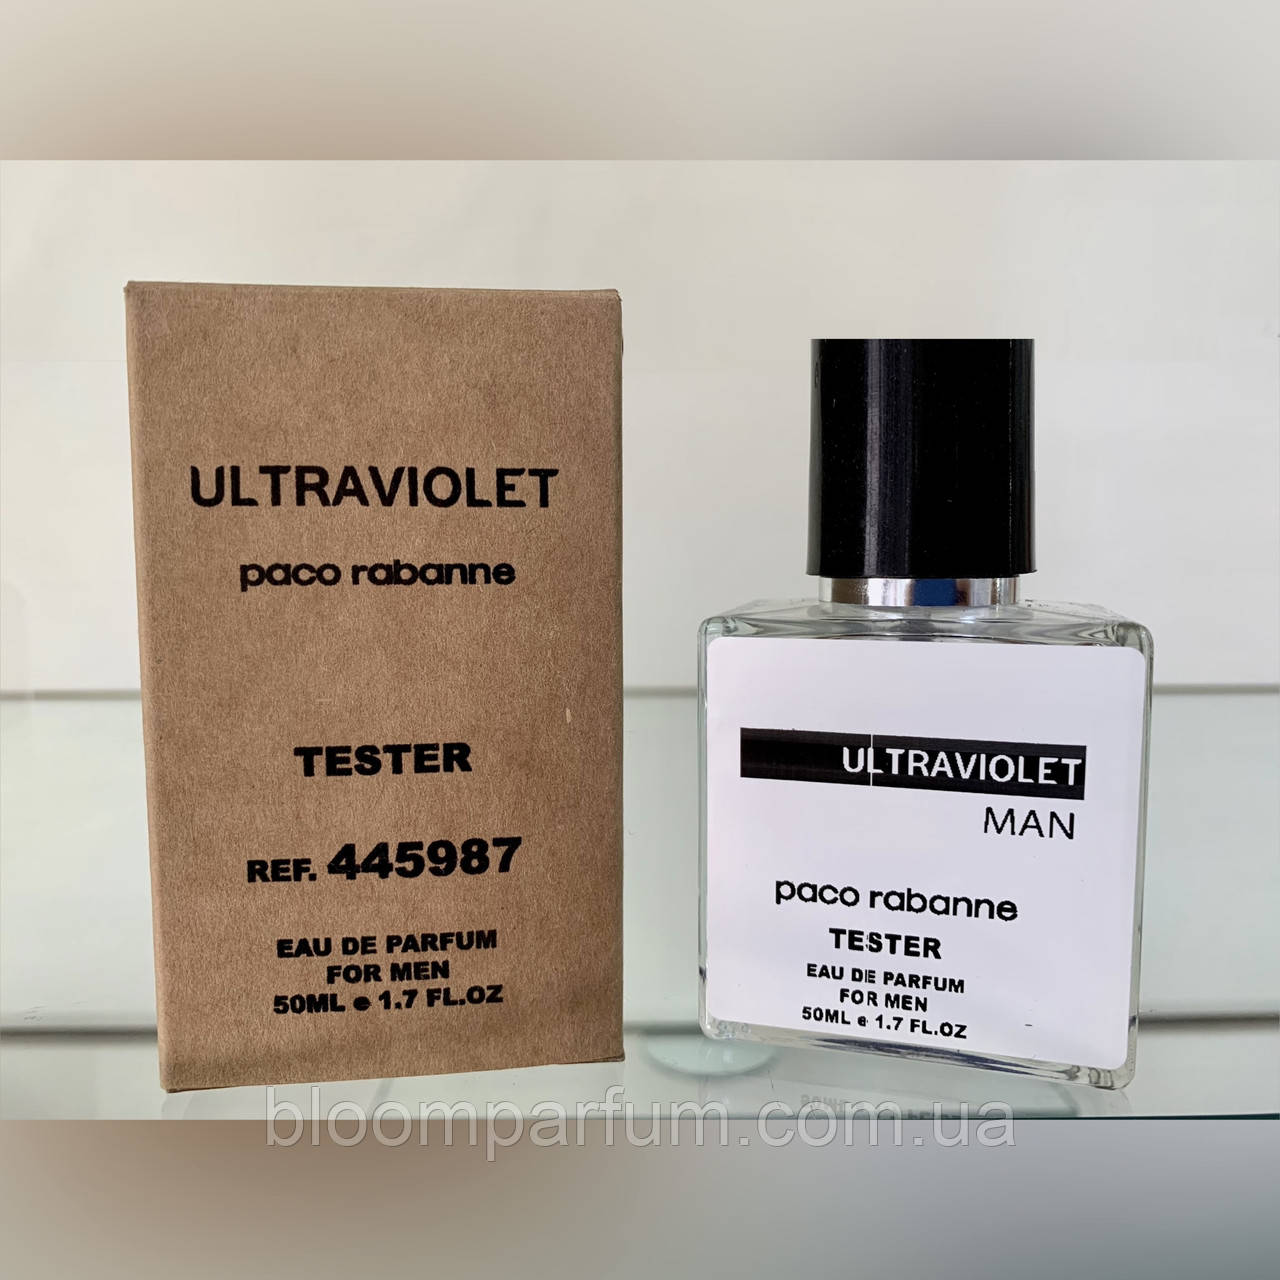 ULTRAVIOLET
paco rabanne
TESTER
REF. 445987
EAU DE PARFUM
FOR MEN
50ML e 1.7 FL.OZ
ULTRAVIOLET
MAN
paco rabanne
TESTER
EAU DE PARFUM
FOR MEN
50ML e 1.7 FL.OZ
bloomparfum.com.ua